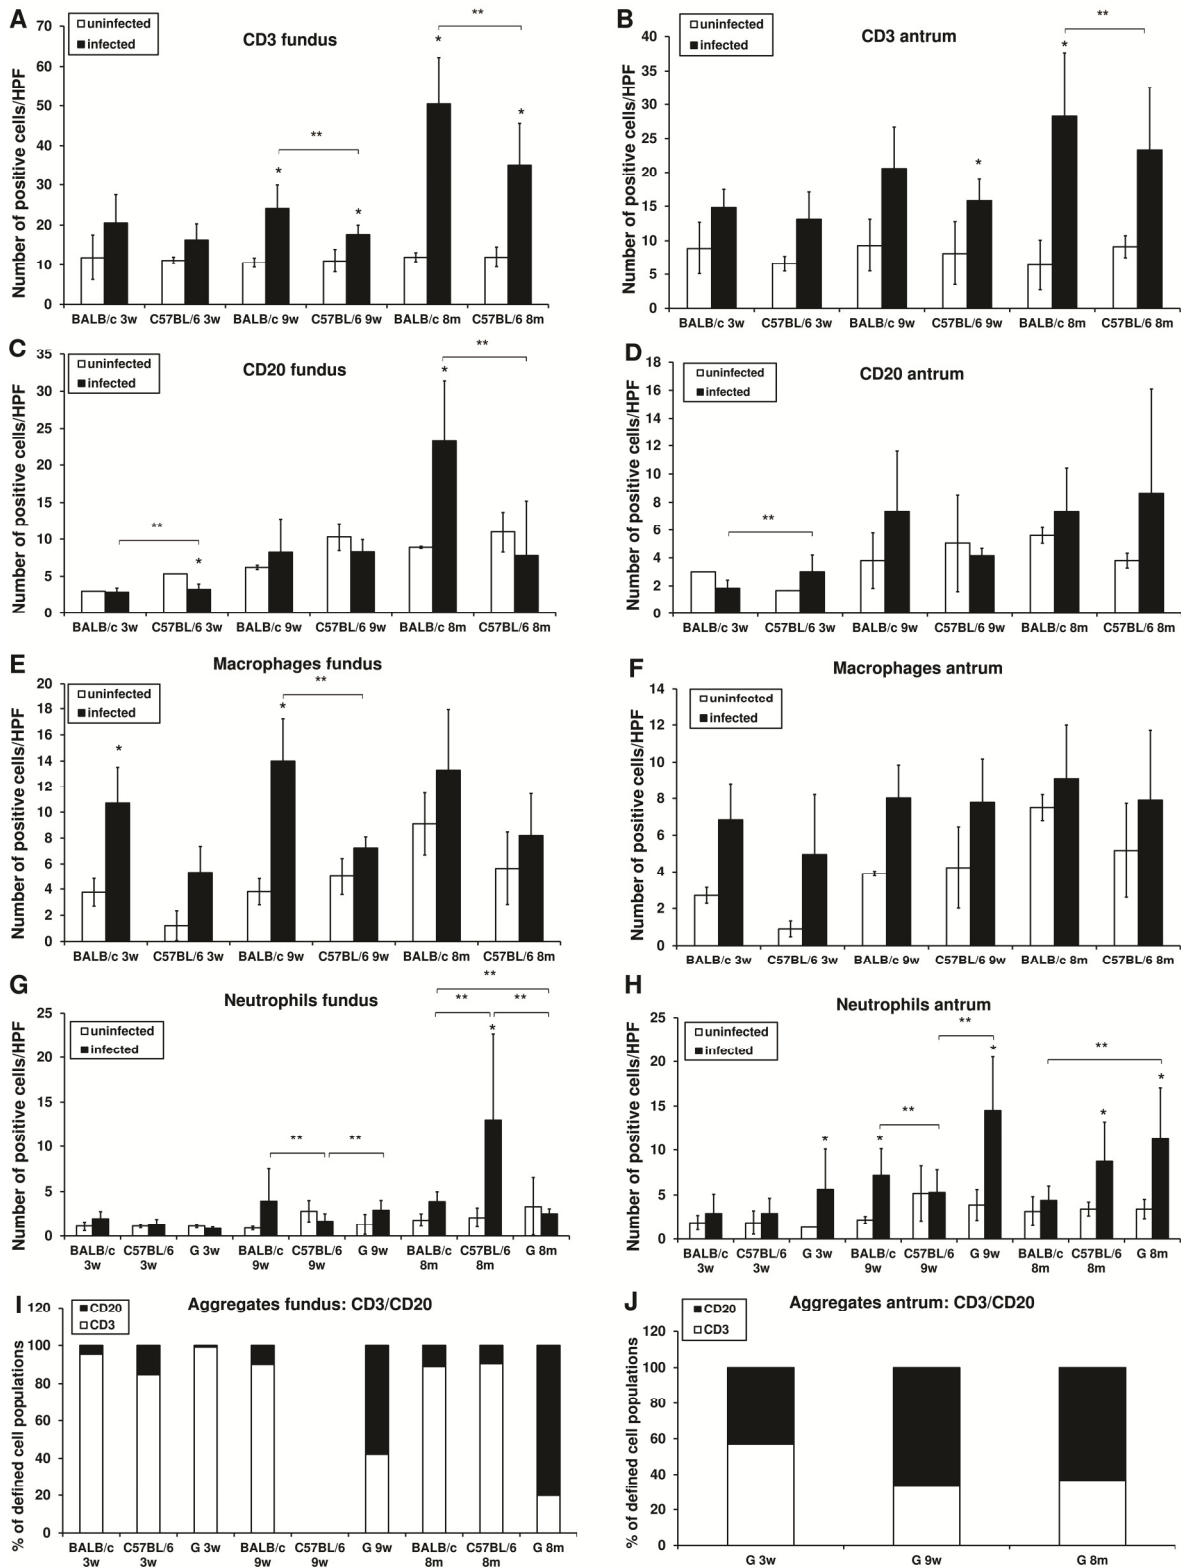 A
uninfected
infected
CD3 fundus
**
*
**
*
*
*
Number of positive cells/HPF
70
60
50
40
30
20
10
0
BALB/c 3w C57BL/6 3w BALB/c 9w C57BL/6 9w BALB/c 8m C57BL/6 8m
B
uninfected
infected
CD3 antrum
**
*
*
Number of positive cells/HPF
40
35
30
25
20
15
10
5
0
BALB/c 3w C57BL/6 3w BALB/c 9w C57BL/6 9w BALB/c 8m C57BL/6 8m
C
uninfected
infected
CD20 fundus
**
*
**
*
Number of positive cells/HPF
35
30
25
20
15
10
5
0
BALB/c 3w C57BL/6 3w BALB/c 9w C57BL/6 9w BALB/c 8m C57BL/6 8m
D
uninfected
infected
CD20 antrum
**
Number of positive cells/HPF
18
16
14
12
10
8
6
4
2
0
BALB/c 3w C57BL/6 3w BALB/c 9w C57BL/6 9w BALB/c 8m C57BL/6 8m
E
Macrophages fundus
uninfected
infected
**
*
*
Number of positive cells/HPF
20
18
16
14
12
10
8
6
4
2
0
BALB/c 3w C57BL/6 3w BALB/c 9w C57BL/6 9w BALB/c 8m C57BL/6 8m
F
Macrophages antrum
uninfected
infected
Number of positive cells/HPF
14
12
10
8
6
4
2
0
BALB/c 3w C57BL/6 3w BALB/c 9w C57BL/6 9w BALB/c 8m C57BL/6 8m
G
Neutrophils fundus
uninfected
infected
**
** **
*
** **
Number of positive cells/HPF
25
20
15
10
5
0
BALB/c C57BL/6 G 3w BALB/c C57BL/6 G 9w BALB/c C57BL/6 G 8m
3w 3w 9w 9w 8m 8m
H
Neutrophils antrum
uninfected
infected
**
*
**
**
* *
*
*
Number of positive cells/HPF
25
20
15
10
5
0
BALB/c C57BL/6 G 3w BALB/c C57BL/6 G 9w BALB/c C57BL/6 G 8m
3w 3w 9w 9w 8m 8m
I
CD20
CD3
Aggregates fundus: CD3/CD20
% of defined cell populations
120
100
80
60
40
20
0
BALB/c C57BL/6 G 3w BALB/c C57BL/6 G 9w BALB/c C57BL/6 G 8m
3w 3w 9w 9w 8m 8m
J
CD20
CD3
Aggregates antrum: CD3/CD20
% of defined cell populations
120
100
80
60
40
20
0
G 3w G 9w G 8m